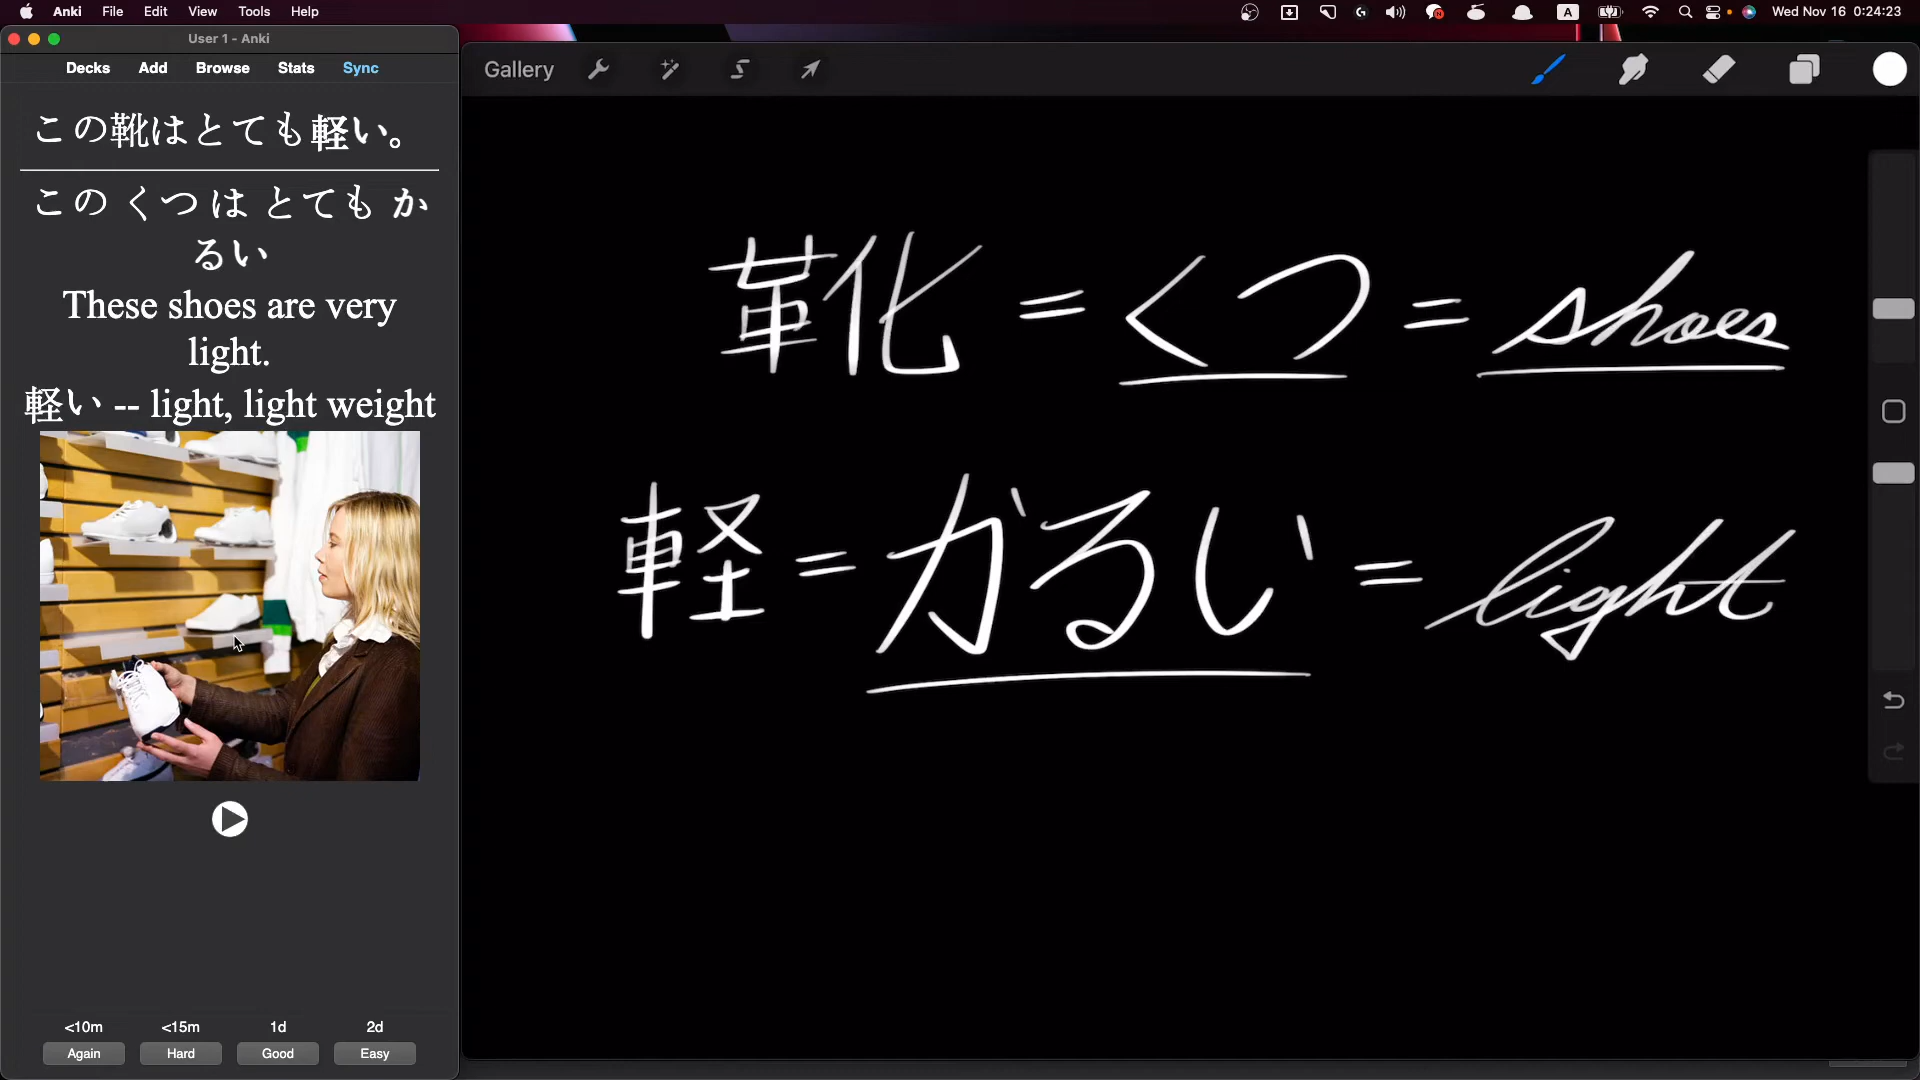 Anki File Edit View Tools Help
A
Wed Nov 16 0:24:23
User 1 - Anki
Decks Add Browse Stats Sync
この靴はとても軽い。
この くつ は とても か
るい
These shoes are very
light.
軽い -- light, light weight
<10m <15m 1d 2d
Again Hard Good Easy
Gallery
靴 = くつ = shoes
軽 = かるい = light